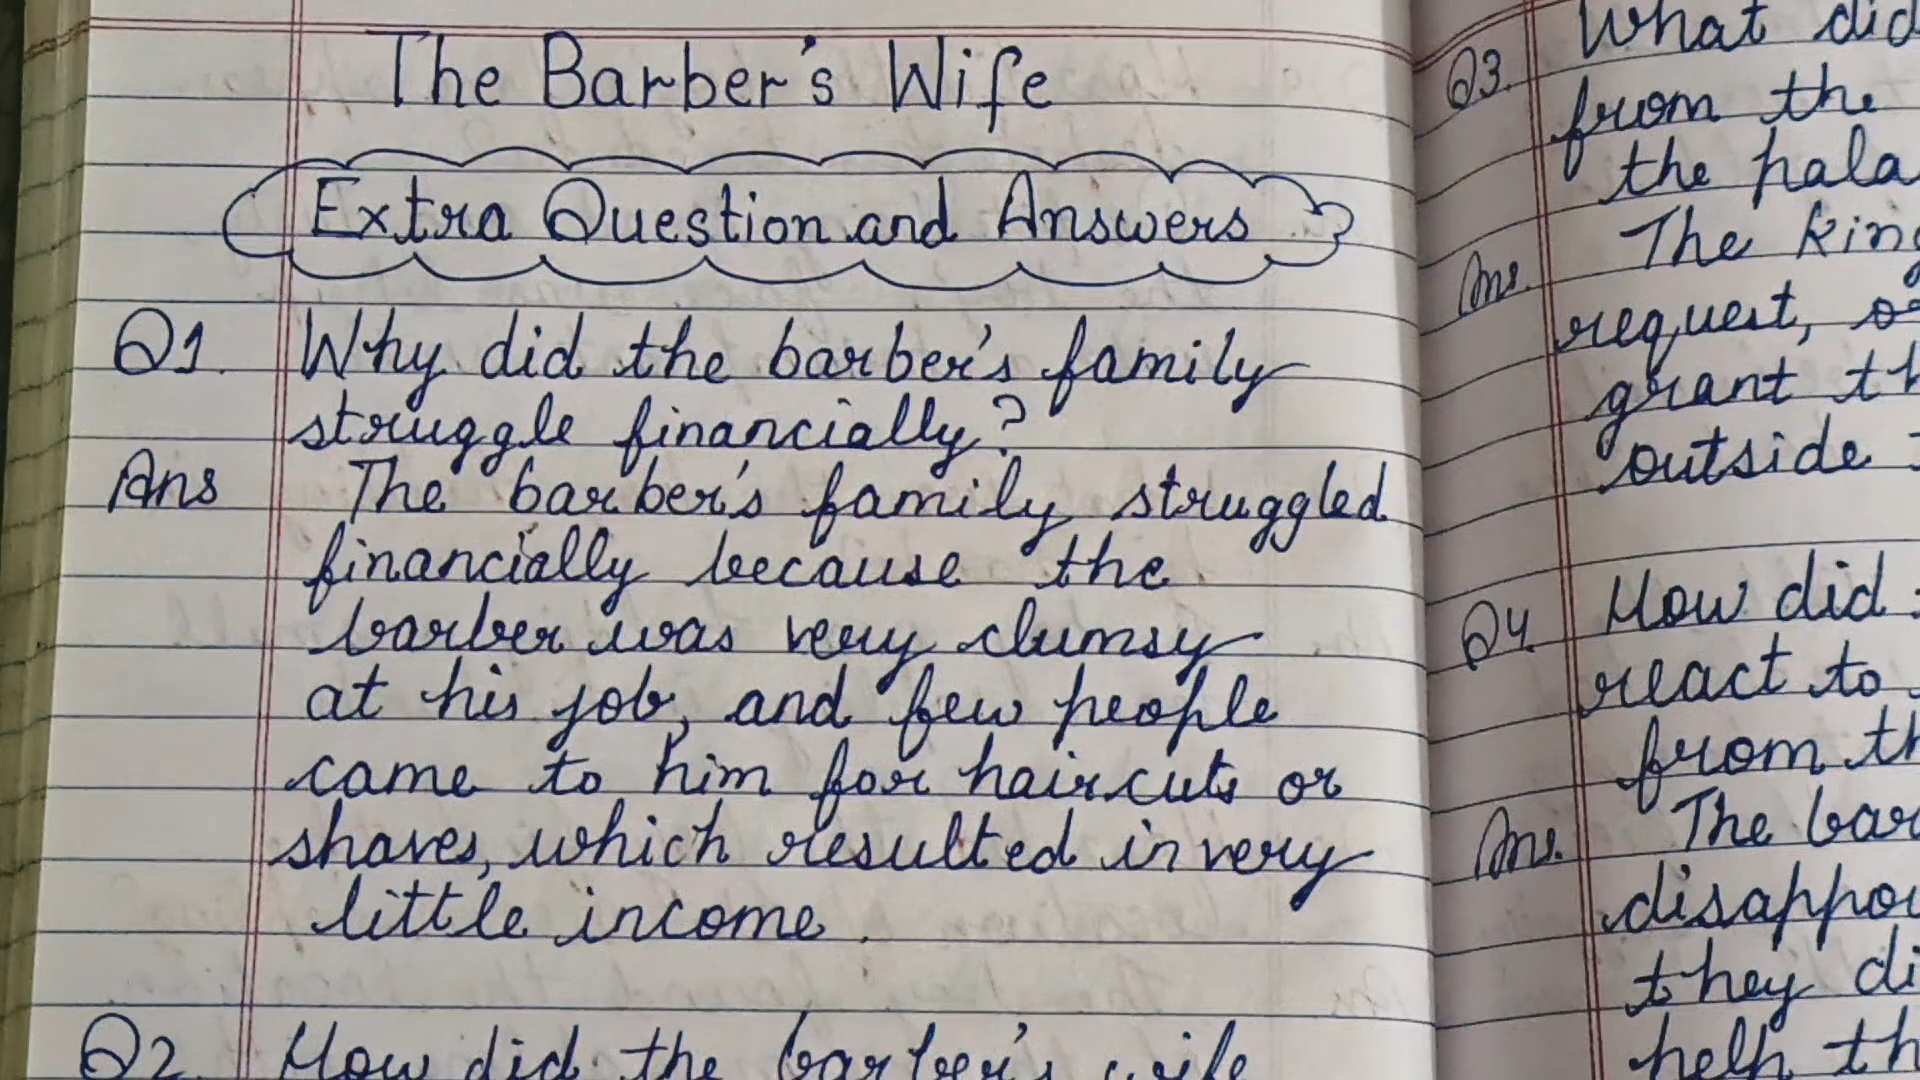 The Barber's Wife
Extra Question and Answers
Q1. Why did the barber's family
struggle financially?
Ans The barber's family struggled
financially because the
barber was very clumsy
at his job, and few people
came to him for haircuts or
shaves, which resulted in very
little income.
Q2. How did the barber's wife
What did
Q3. from the
the pala
Ans. The king
request, o
grant th
outside
Q4. How did
react to
from th
Ans. The bar
disappo
they di
help th